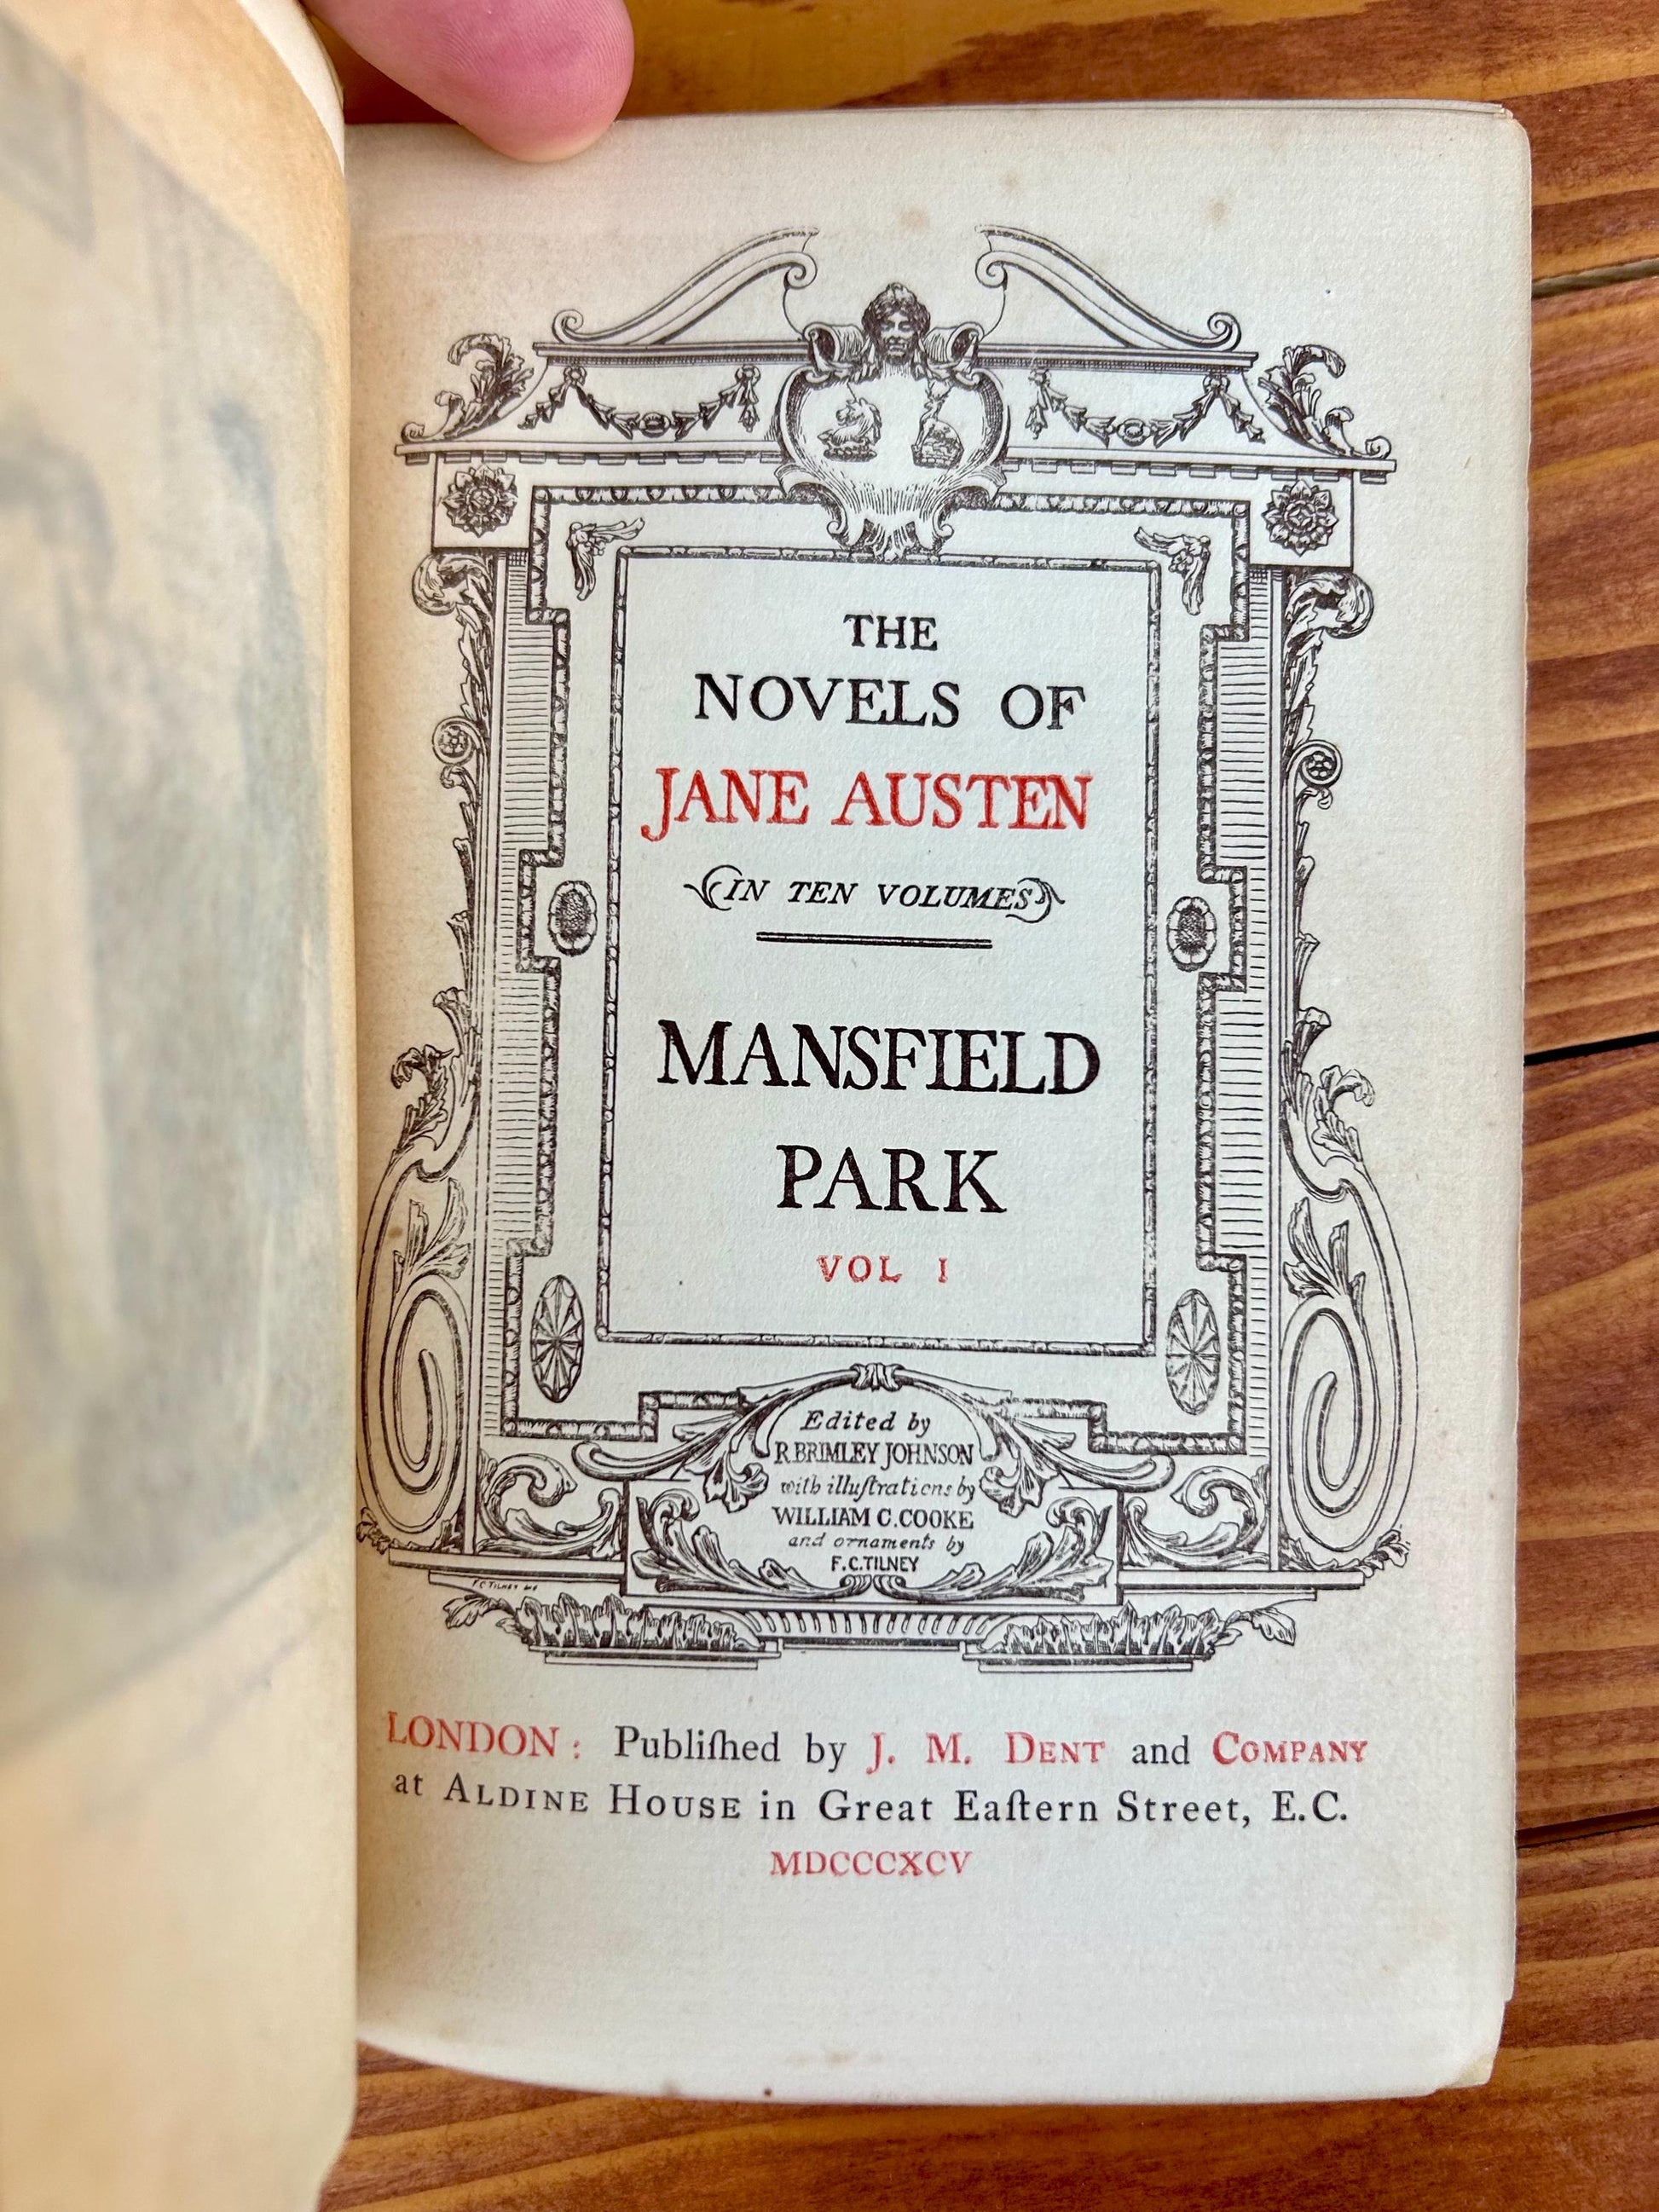 THE
NOVELS OF
JANE AUSTEN
IN TEN VOLUMES
MANSFIELD
PARK
VOL I
Edited by
R. BRIMLEY JOHNSON
with illuſtrations by
WILLIAM C. COOKE
and ornaments by
F. C. TILNEY
F. C. TILNEY
LONDON: Publiſhed by J. M. DENT and COMPANY
at ALDINE HOUSE in Great Eaſtern Street, E.C.
MDCCCXCV